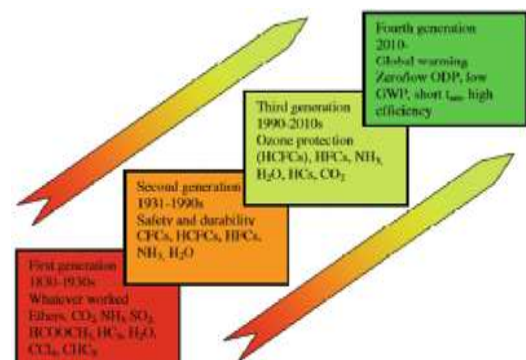 First generation
1830-1930s
Whatever worked
Ethers, CO₂, NH₃, SO₂,
HCOOCH₃, HCs, H₂O,
CCl₄, CHCs
Second generation
1931-1990s
Safety and durability
CFCs, HCFCs, HFCs,
NH₃, H₂O
Third generation
1990-2010s
Ozone protection
(HCFCs), HFCs, NH₃,
H₂O, HCs, CO₂
Fourth generation
2010-
Global warming
Zero/low ODP, low
GWP, short high
efficiency